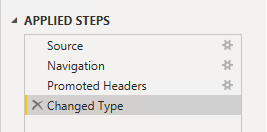 APPLIED STEPS
Source
Navigation
Promoted Headers
Changed Type